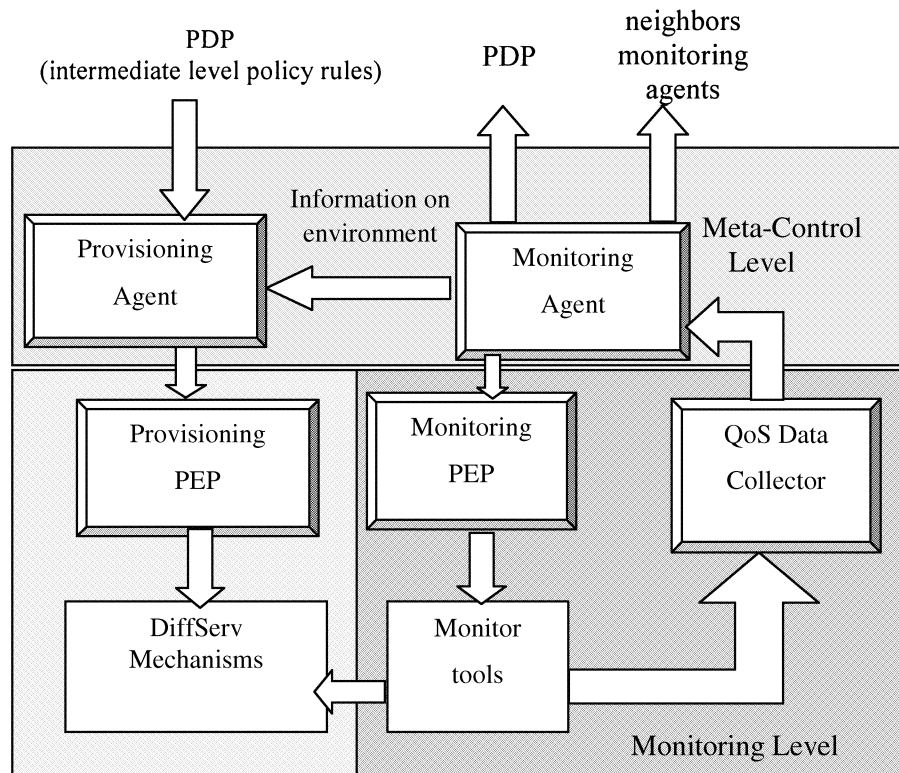 PDP
(intermediate level policy rules)
PDP
neighbors
monitoring
agents
Information on
environment
Meta-Control
Level
Provisioning
Agent
Monitoring
Agent
Provisioning
PEP
Monitoring
PEP
QoS Data
Collector
DiffServ
Mechanisms
Monitor
tools
Monitoring Level